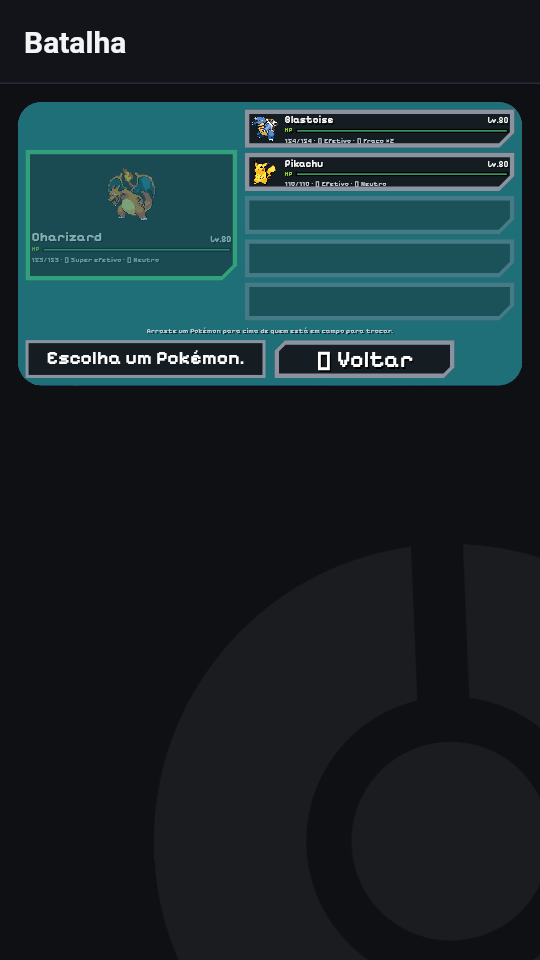 Batalha
Blastoise Lv.80
HP
134/134 · ▯ Efetivo · ▯ Fraco ×2
Pikachu Lv.80
HP
110/110 · ▯ Efetivo · ▯ Neutro
Charizard Lv.80
HP
133/133 · ▯ Super efetivo · ▯ Neutro
Arraste um Pokémon para cima de quem está em campo para trocar.
Escolha um Pokémon.
▯ Voltar